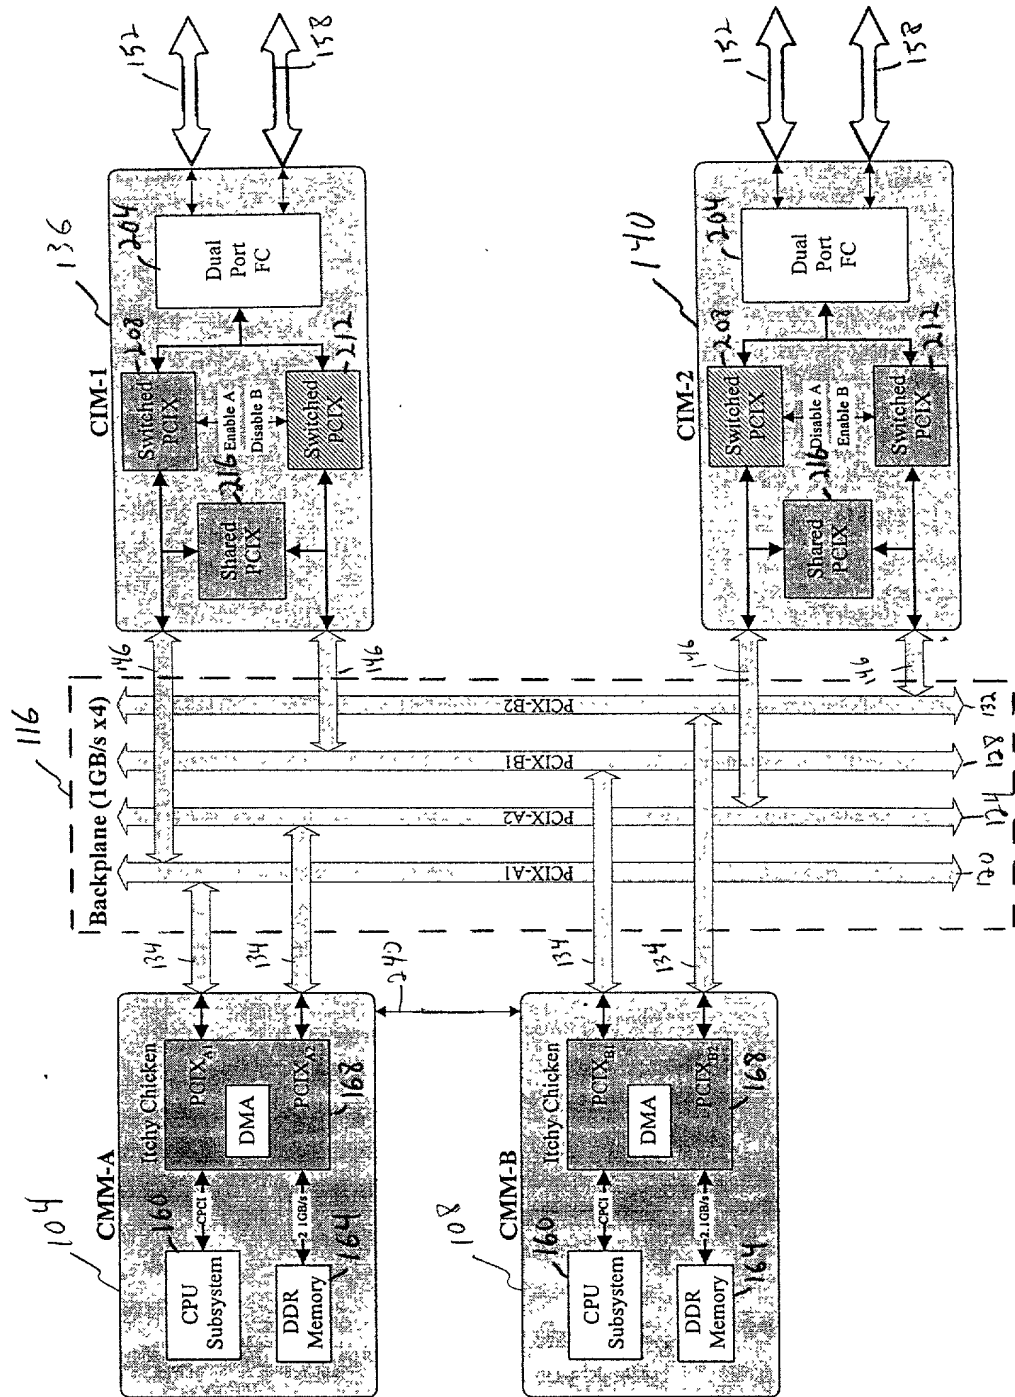 104
CMM-A
160
CPU
Subsystem
CPCI
DDR
Memory
164
2.1GB/s
Itchy Chicken
PCIX A1
DMA
PCIX A2
168
134
134
240
108
CMM-B
160
CPU
Subsystem
CPCI
DDR
Memory
164
2.1GB/s
Itchy Chicken
PCIX B1
DMA
PCIX B2
168
134
134
116
Backplane (1GB/s x4)
PCIX-A1
PCIX-A2
PCIX-B1
PCIX-B2
120
124
128
132
146
146
146
146
136
CIM-1
Shared
PCIX
216
Switched
PCIX
208
Enable A
Disable B
Switched
PCIX
212
Dual
Port
FC
204
152
158
140
CIM-2
Shared
PCIX
216
Switched
PCIX
208
Disable A
Enable B
Switched
PCIX
212
Dual
Port
FC
204
152
158